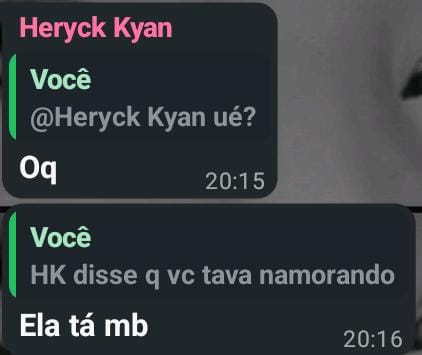 Heryck Kyan
Você
@Heryck Kyan ué?
Oq
20:15
Você
HK disse q vc tava namorando
Ela tá mb
20:16